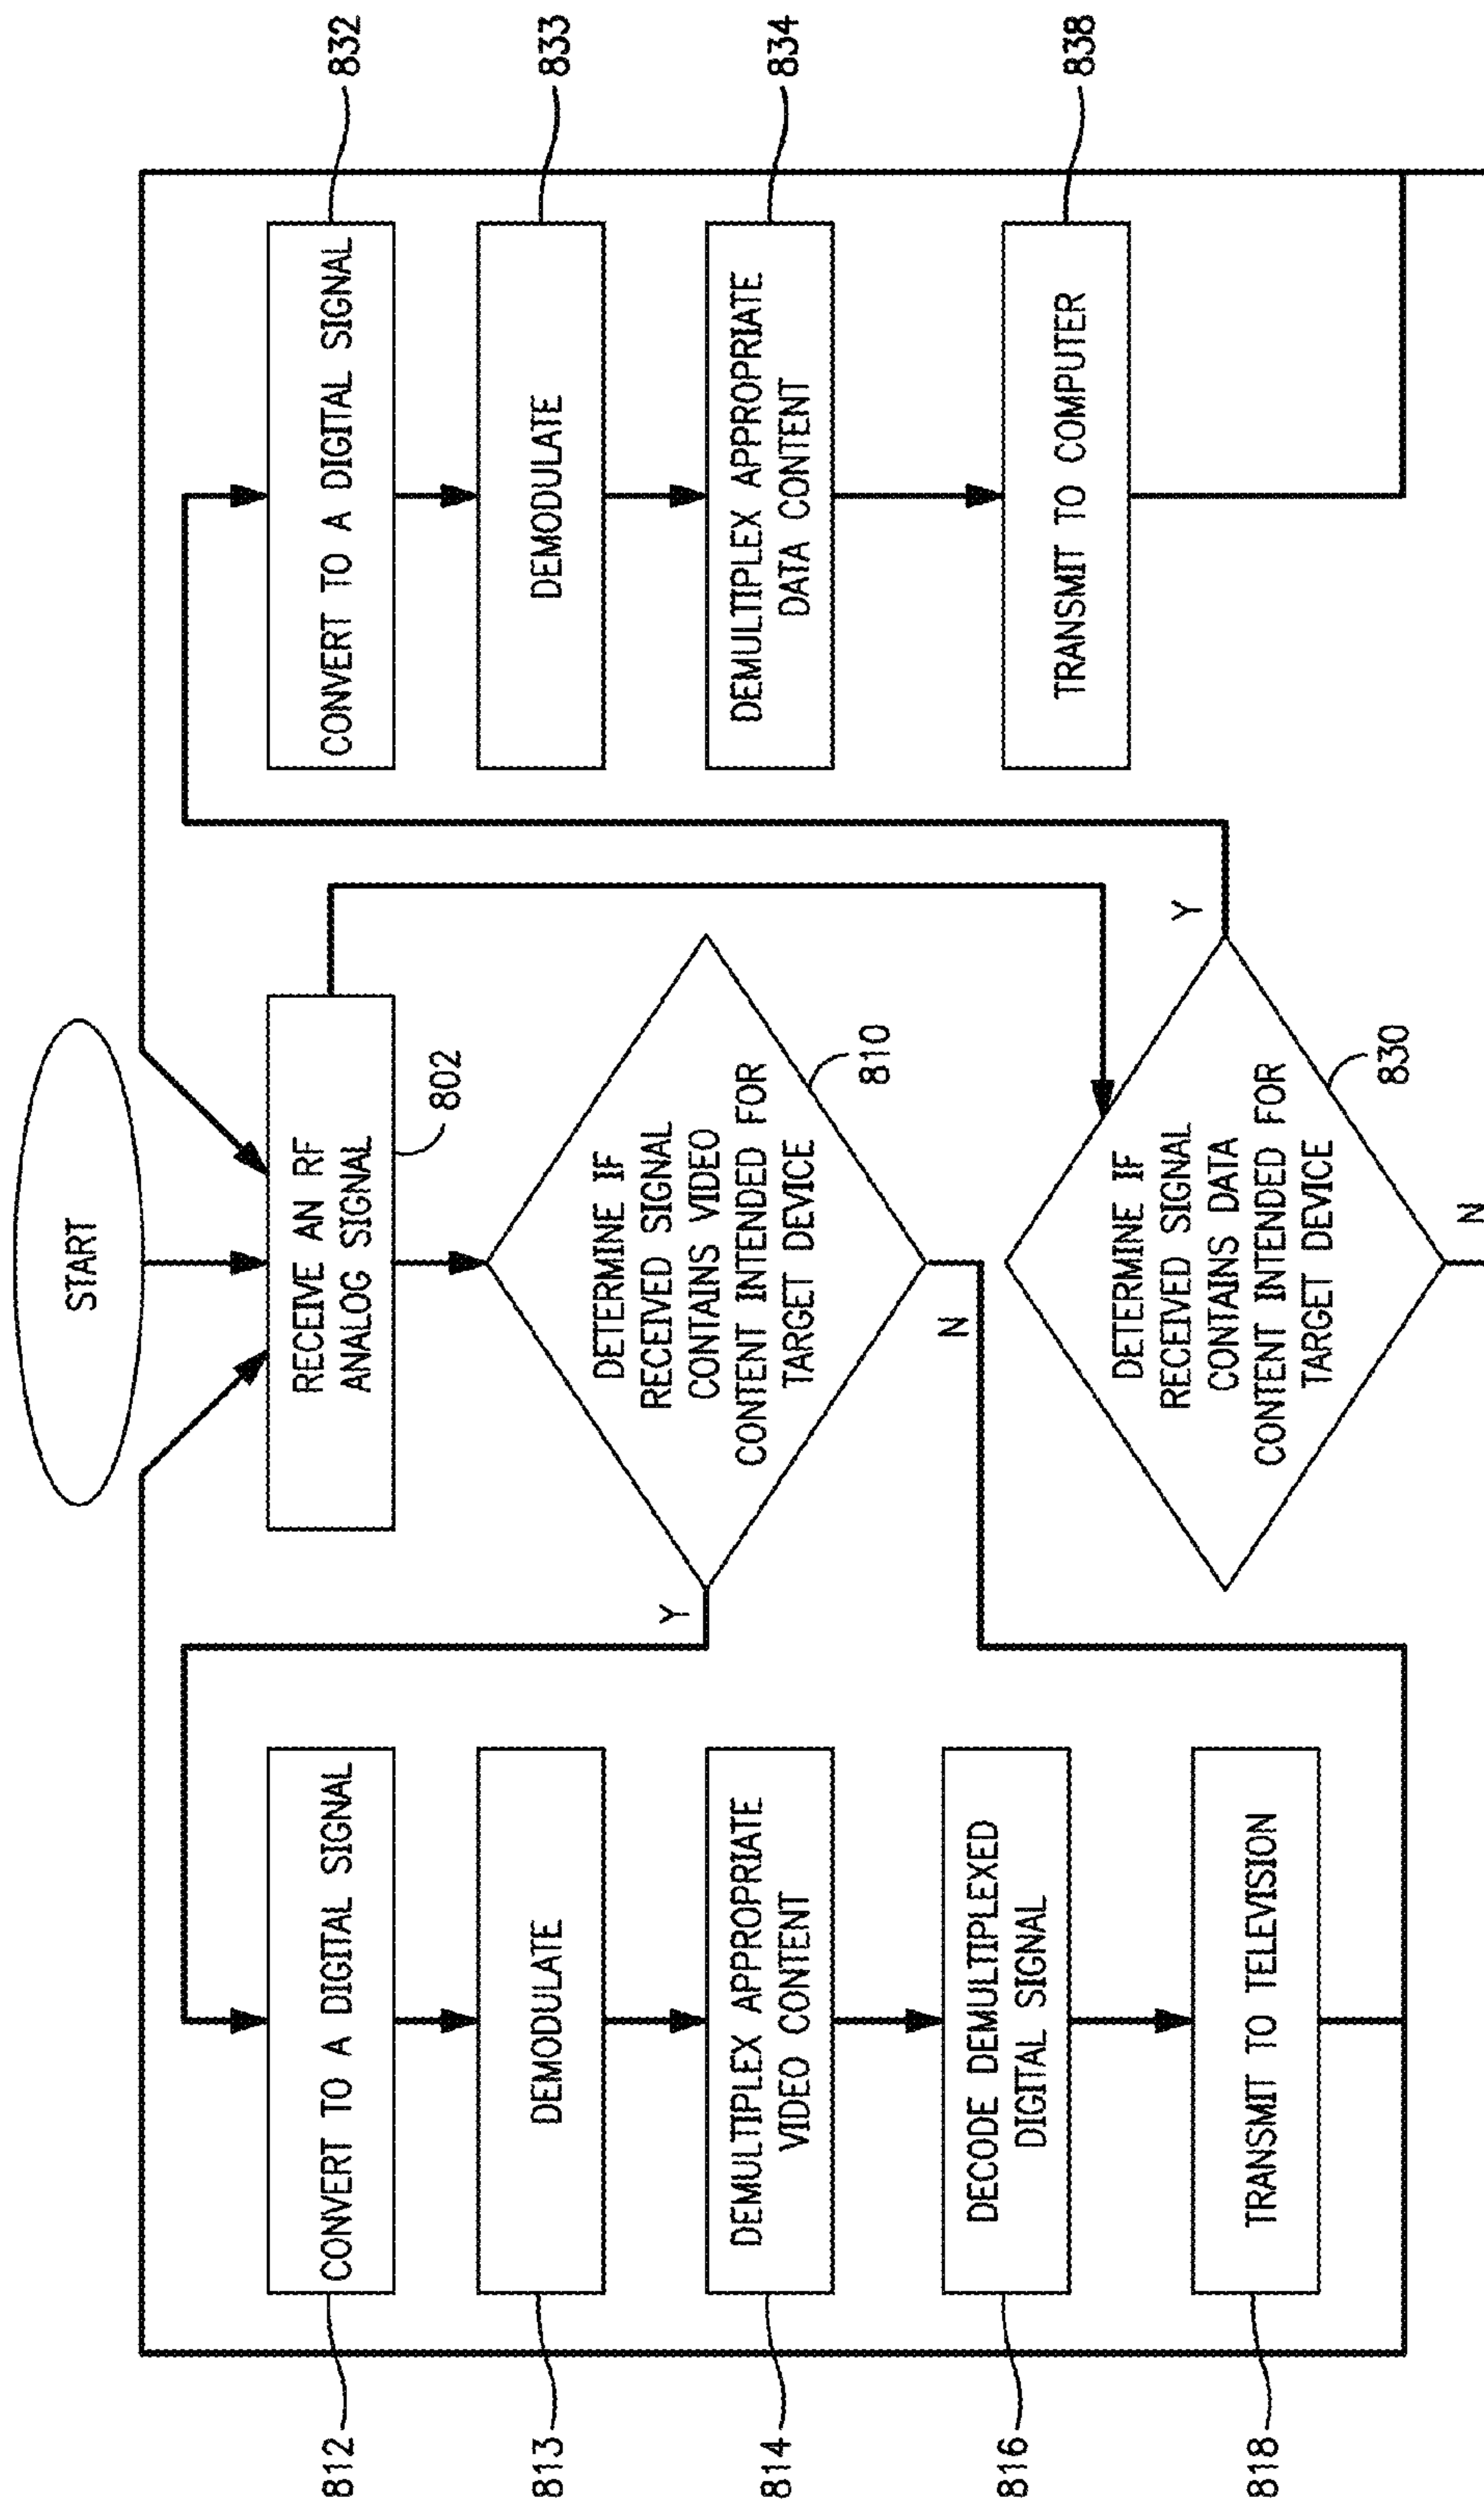 START
RECEIVE AN RF
ANALOG SIGNAL
802
DETERMINE IF
RECEIVED SIGNAL
CONTAINS VIDEO
CONTENT INTENDED FOR
TARGET DEVICE
810
Y
N
812
CONVERT TO A DIGITAL SIGNAL
813
DEMODULATE
814
DEMULTIPLEX APPROPRIATE
VIDEO CONTENT
816
DECODE DEMULTIPLEXED
DIGITAL SIGNAL
818
TRANSMIT TO TELEVISION
DETERMINE IF
RECEIVED SIGNAL
CONTAINS DATA
CONTENT INTENDED FOR
TARGET DEVICE
830
Y
N
CONVERT TO A DIGITAL SIGNAL
832
DEMODULATE
833
DEMULTIPLEX APPROPRIATE
DATA CONTENT
834
TRANSMIT TO COMPUTER
838